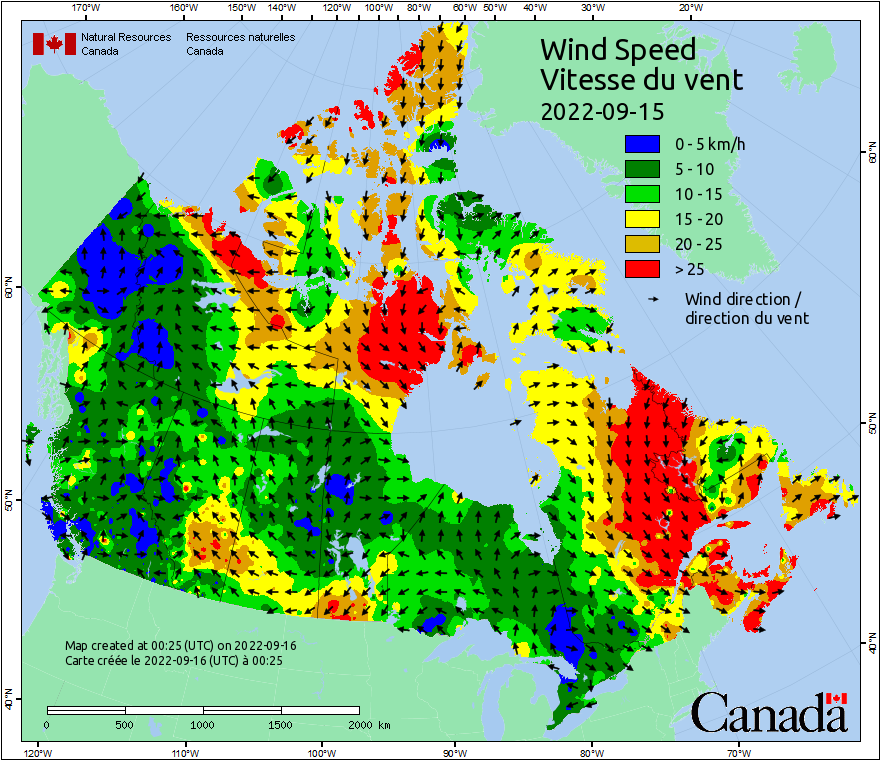 170°W 160°W 150°W 140°W 120°W 100°W 80°W 60°W 50°W 40°W 30°W 20°W
Natural Resources Canada
Ressources naturelles Canada
Wind Speed
Vitesse du vent
2022-09-15
0 - 5 km/h
5 - 10
10 - 15
15 - 20
20 - 25
> 25
Wind direction /
direction du vent
60°N
50°N
40°N
60°N
50°N
40°N
Map created at 00:25 (UTC) on 2022-09-16
Carte créée le 2022-09-16 (UTC) à 00:25
0 500 1000 1500 2000 km
Canada
120°W 110°W 100°W 90°W 80°W 70°W